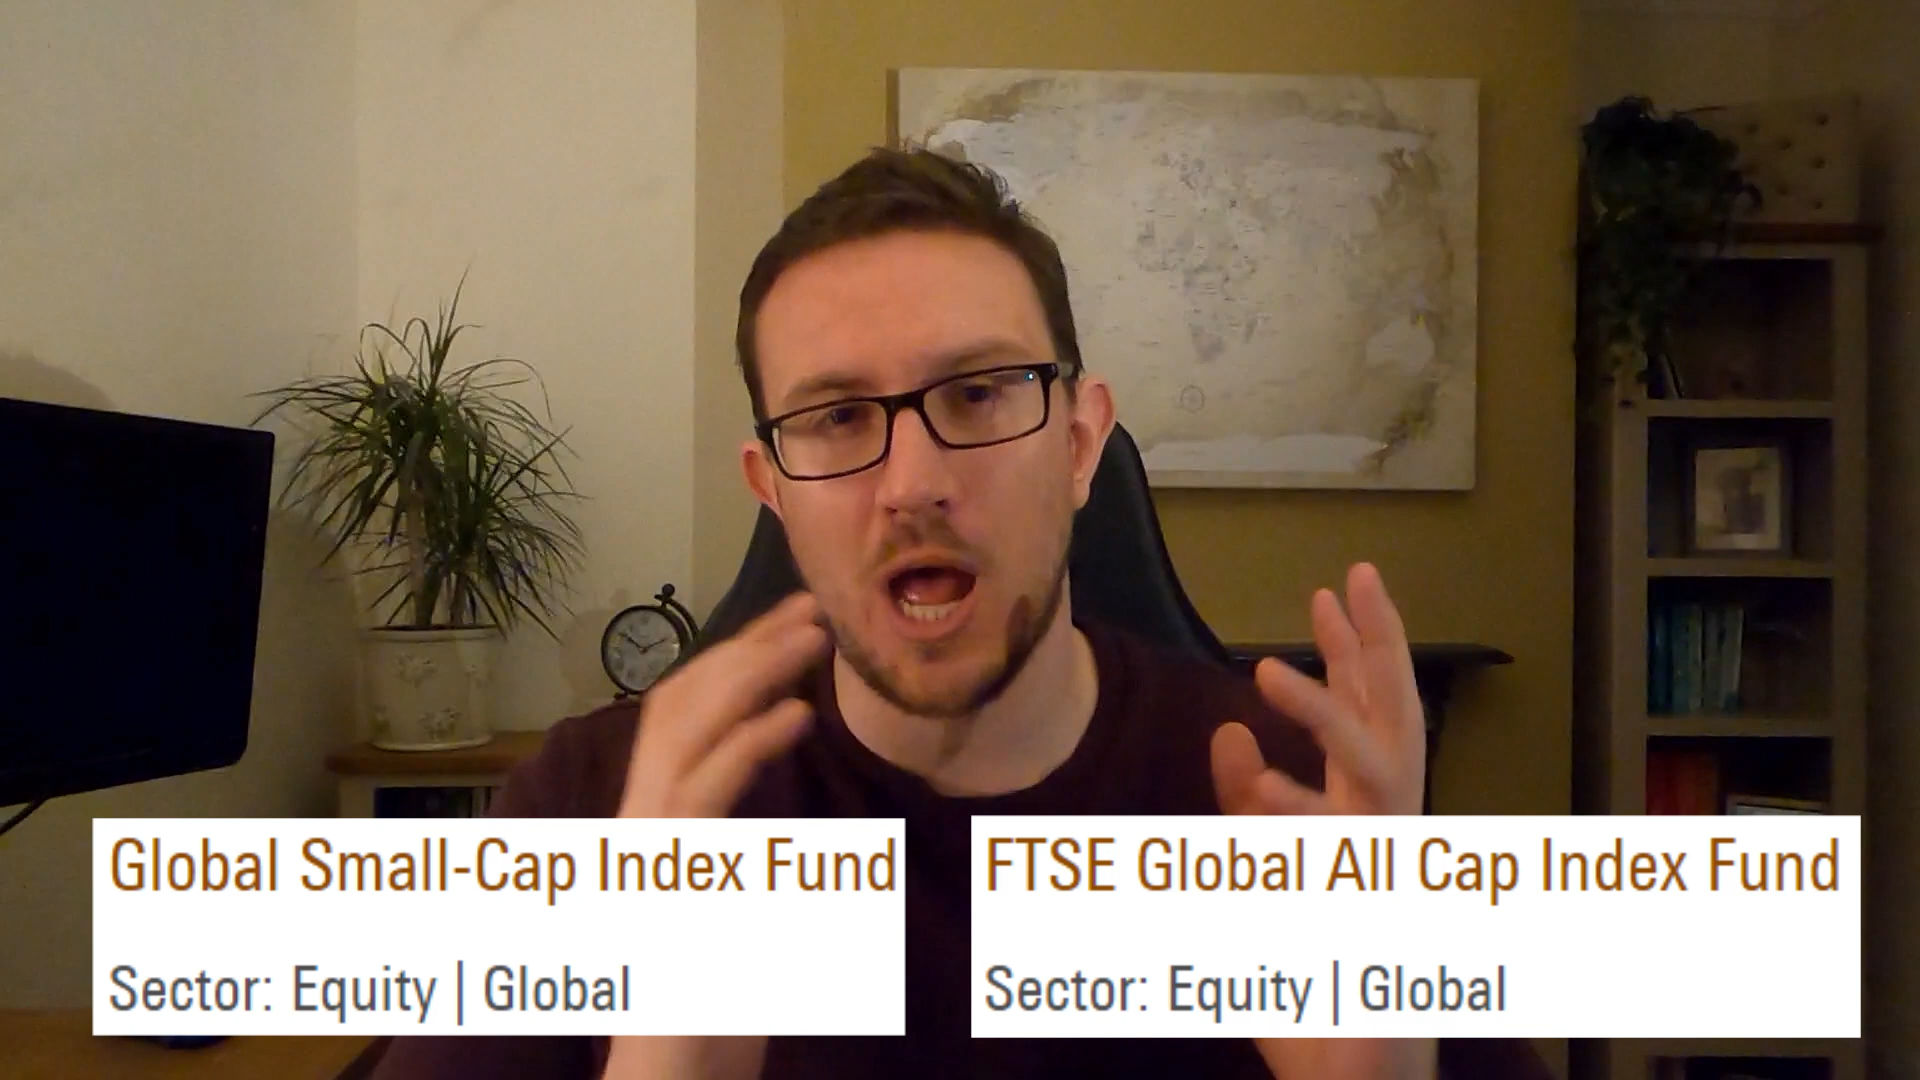 Global Small-Cap Index Fund
Sector: Equity | Global
FTSE Global All Cap Index Fund
Sector: Equity | Global